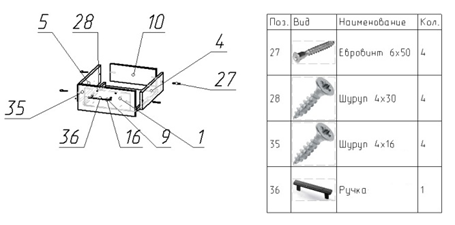 5 28 10 4
27
35
36 16 9 1
Поз. Вид Наименование Кол.
27 Евровинт 6х50 4
28 Шуруп 4х30 4
35 Шуруп 4х16 4
36 Ручка 1